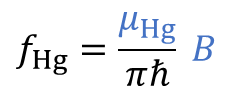 f_Hg = μ_Hg / πℏ B